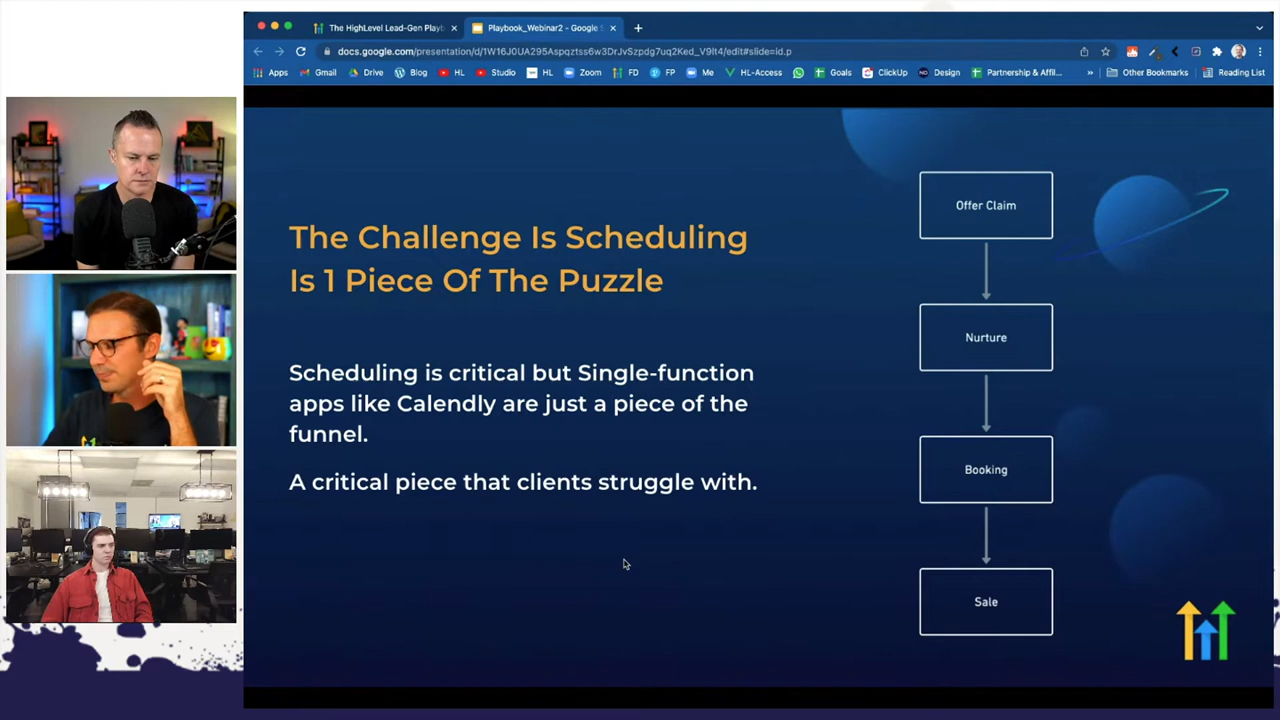 The HighLevel Lead-Gen Playb
Playbook_Webinar2 - Google S
docs.google.com/presentation/d/1W16J0UA295Aspqztss6w3DrJvSzpdg7uq2Ked_V9It4/edit#slide=id.p
Apps Gmail Drive Blog HL Studio HL Zoom FD FP Me HL-Access Goals ClickUp Design Partnership & Affil... » Other Bookmarks Reading List
The Challenge Is Scheduling
Is 1 Piece Of The Puzzle
Scheduling is critical but Single-function
apps like Calendly are just a piece of the
funnel.
A critical piece that clients struggle with.
Offer Claim
Nurture
Booking
Sale